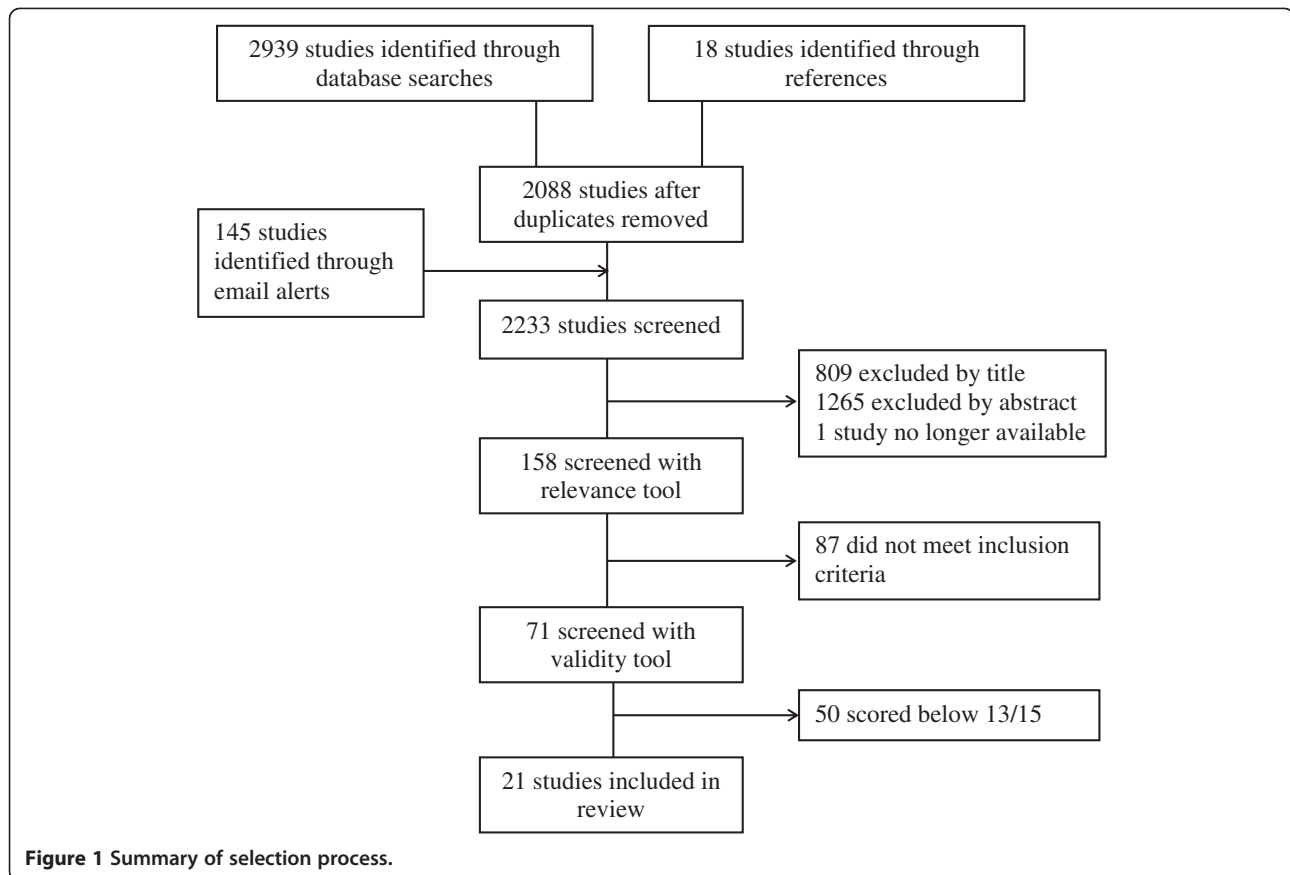 2939 studies identified through
database searches
18 studies identified through
references
2088 studies after
duplicates removed
145 studies
identified through
email alerts
2233 studies screened
809 excluded by title
1265 excluded by abstract
1 study no longer available
158 screened with
relevance tool
87 did not meet inclusion
criteria
71 screened with
validity tool
50 scored below 13/15
21 studies included in
review
Figure 1 Summary of selection process.